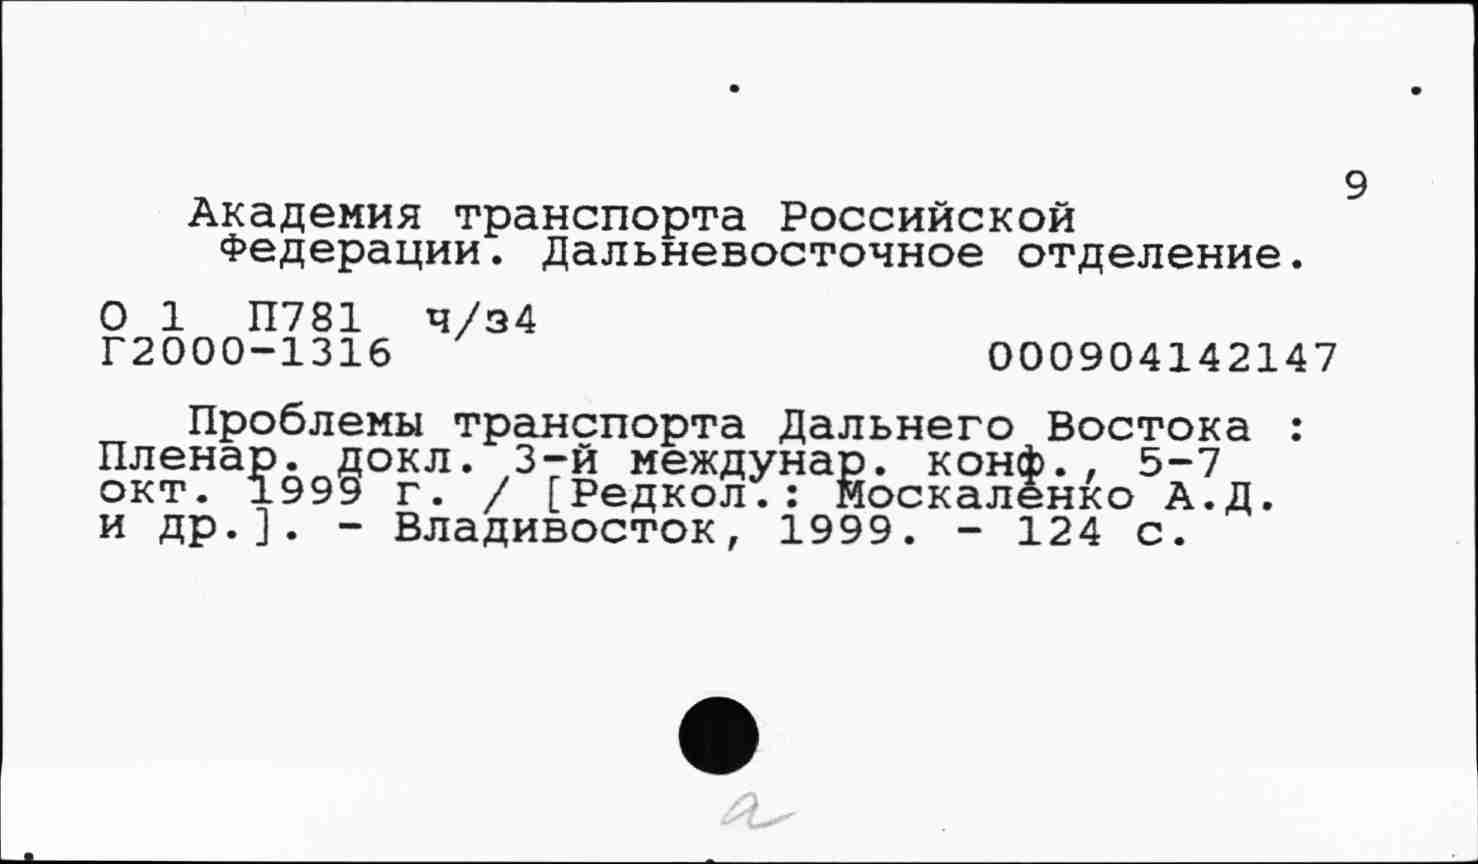 9
Академия транспорта Российской
Федерации. Дальневосточное отделение.
О 1 П781 ч/з4
Г2000-1316 000904142147
Проблемы транспорта Дальнего Востока :
Пленар. докл. 3-й междунар. конф., 5-7
окт. 1999 г. / [Редкол.: Москаленко А.Д.
и др.]. - Владивосток, 1999. - 124 с.
а